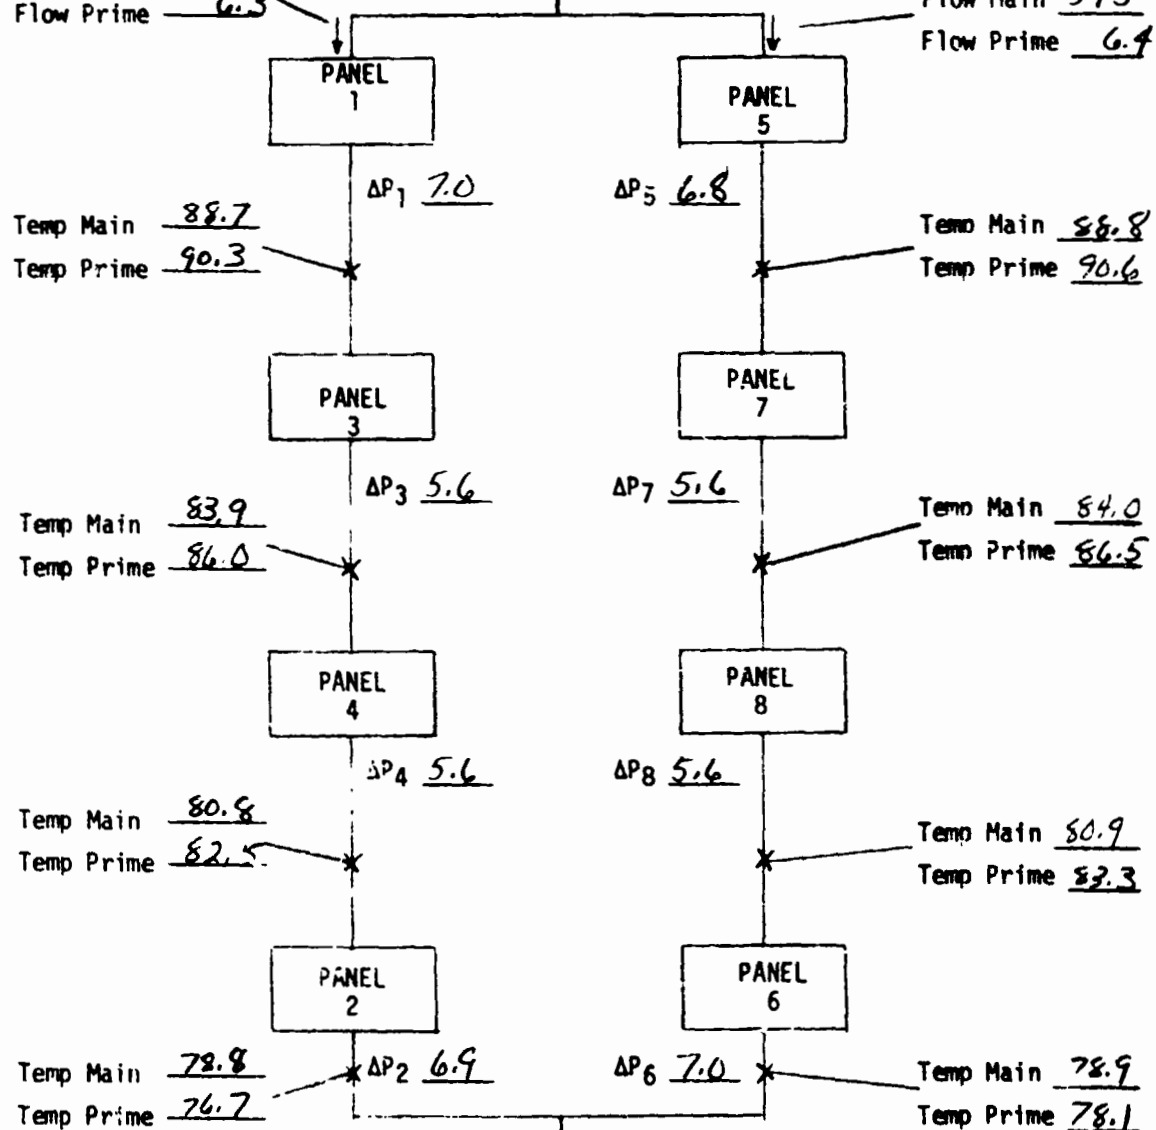 Flow Prime 6.3
Flow Main
Flow Prime 6.4
PANEL
1
PANEL
5
ΔP1 7.0
ΔP5 6.8
Temp Main 88.7
Temp Prime 90.3
Temp Main 88.8
Temp Prime 90.6
PANEL
3
PANEL
7
ΔP3 5.6
ΔP7 5.6
Temp Main 83.9
Temp Prime 86.0
Temp Main 84.0
Temp Prime 86.5
PANEL
4
PANEL
8
ΔP4 5.6
ΔP8 5.6
Temp Main 80.8
Temp Prime 82.
Temp Main 80.9
Temp Prime 83.3
PANEL
2
PANEL
6
Temp Main 78.8
Temp Prime 76.7
ΔP2 6.9
ΔP6 7.0
Temp Main 78.9
Temp Prime 78.1